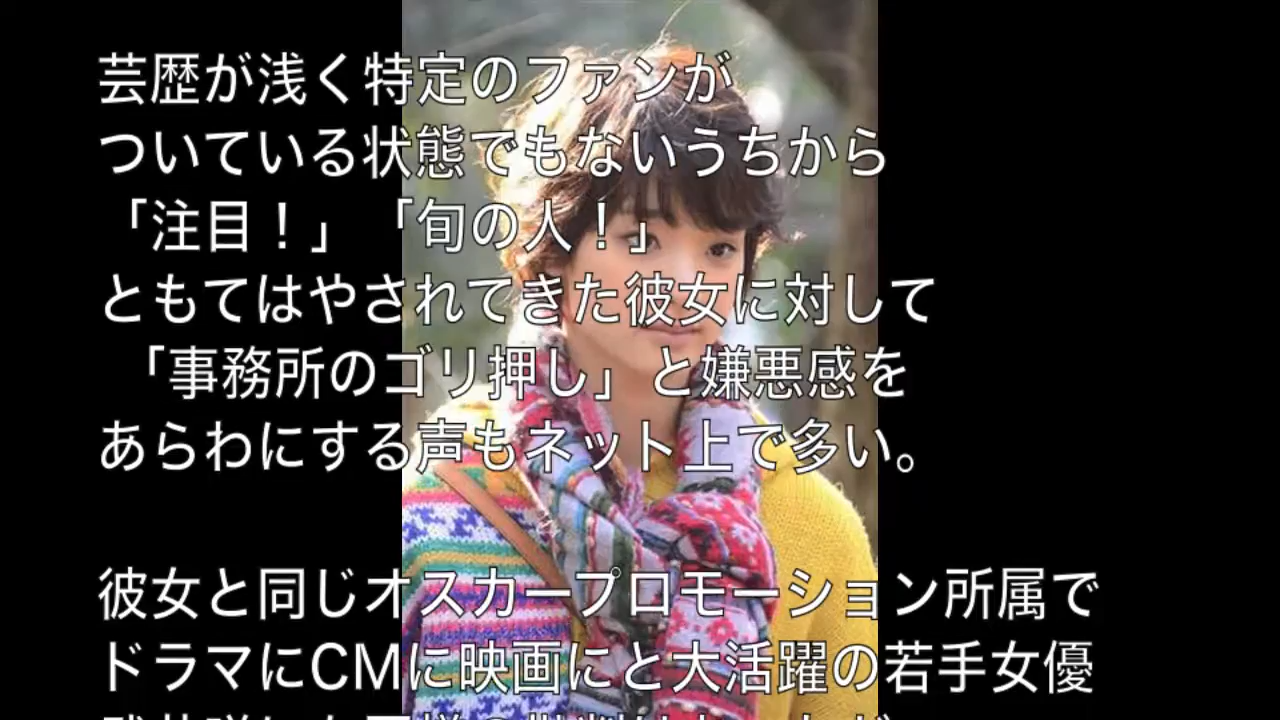 芸歴が浅く特定のファンが
ついている状態でもないうちから
「注目！」「旬の人！」
ともてはやされてきた彼女に対して
「事務所のゴリ押し」と嫌悪感を
あらわにする声もネット上で多い。
彼女と同じオスカープロモーション所属で
ドラマにCMに映画にと大活躍の若手女優